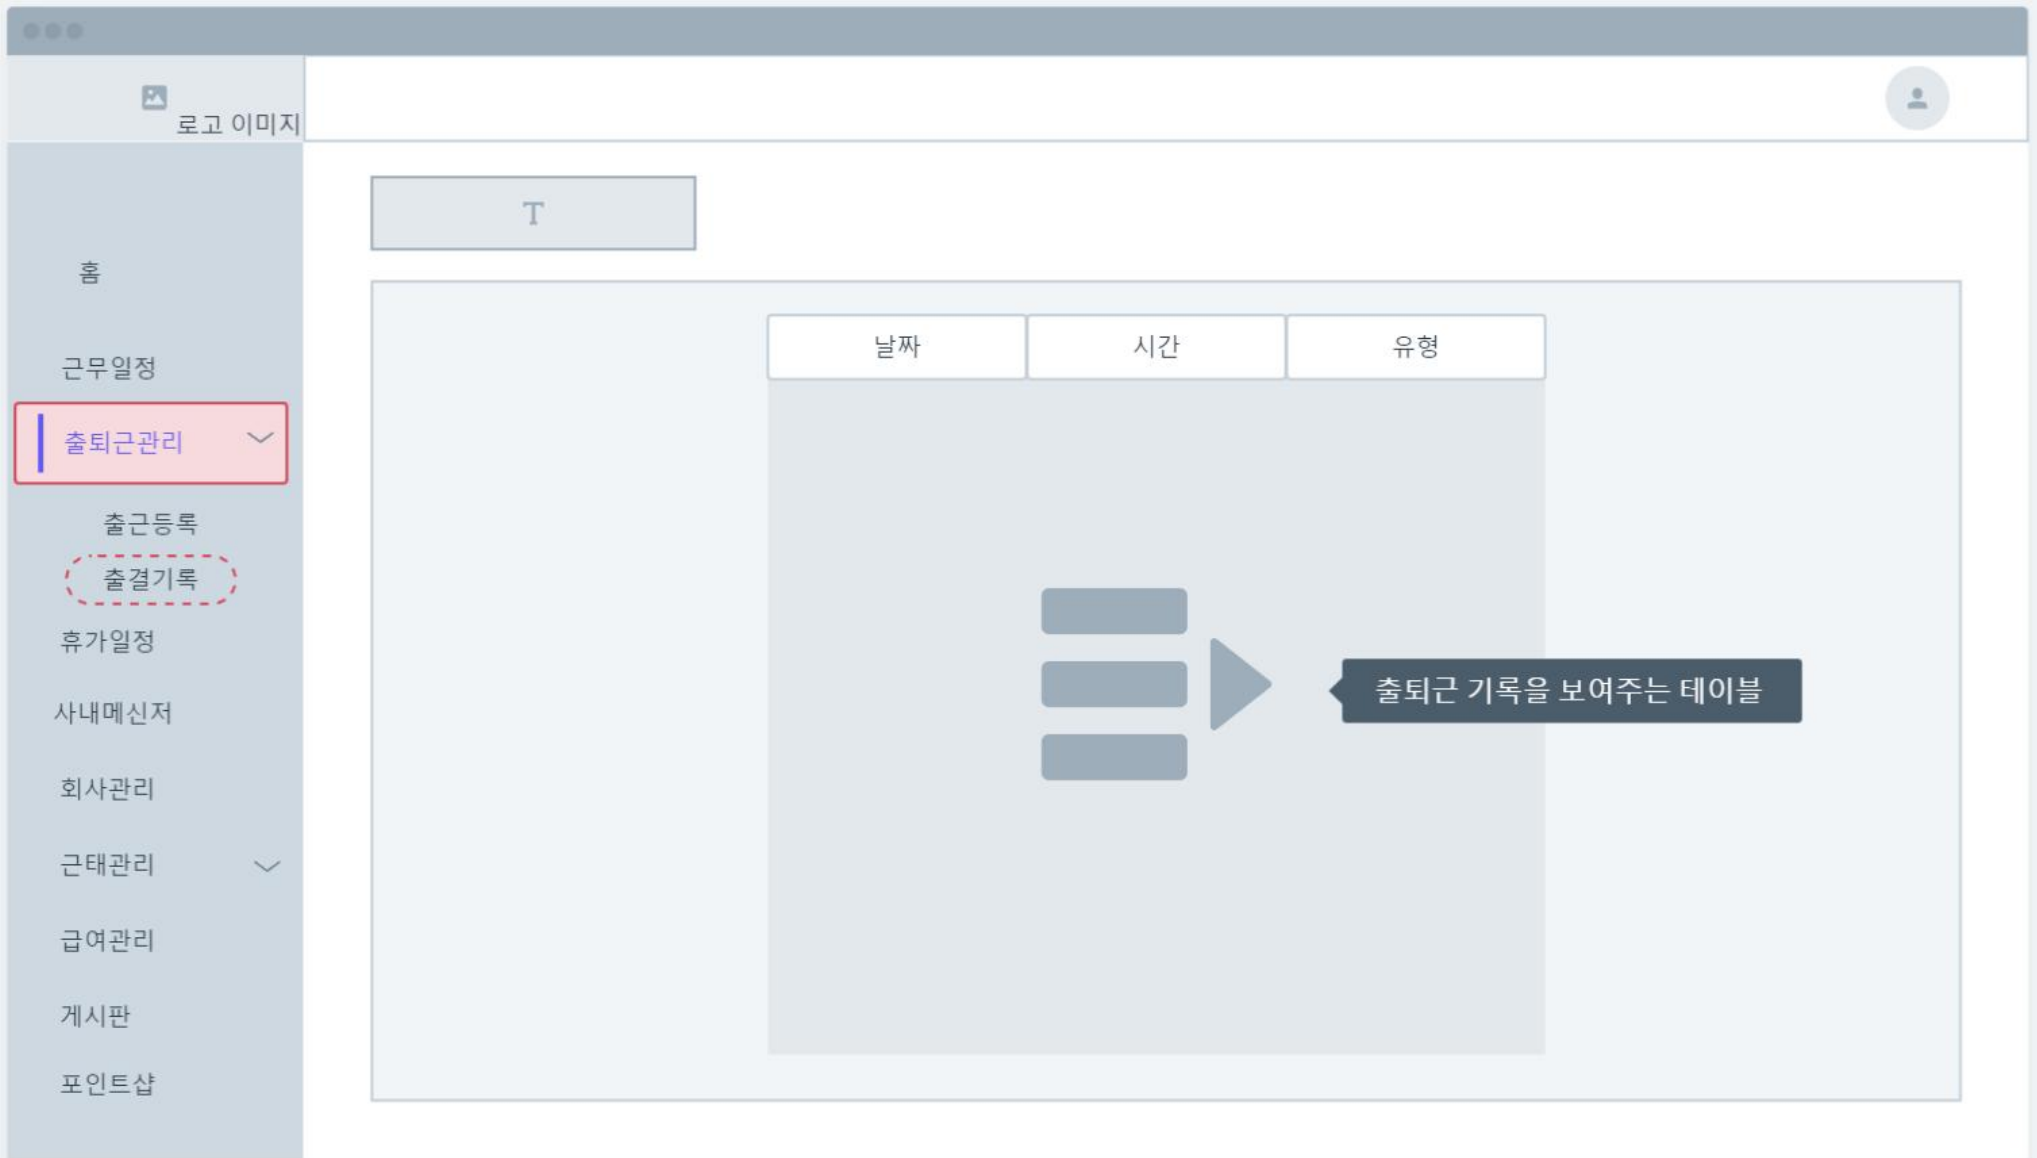 로고 이미지
T
홈
근무일정
출퇴근관리
출근등록
출결기록
휴가일정
사내메신저
회사관리
근태관리
급여관리
게시판
포인트샵
날짜 시간 유형
출퇴근 기록을 보여주는 테이블